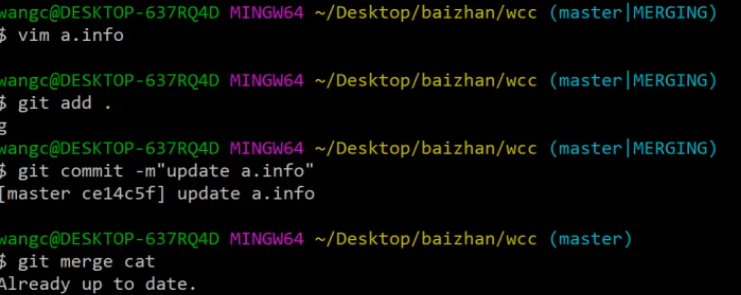 wangc@DESKTOP-637RQ4D MINGW64 ~/Desktop/baizhan/wcc (master|MERGING)
$ vim a.info
wangc@DESKTOP-637RQ4D MINGW64 ~/Desktop/baizhan/wcc (master|MERGING)
$ git add .
g
wangc@DESKTOP-637RQ4D MINGW64 ~/Desktop/baizhan/wcc (master|MERGING)
$ git commit -m"update a.info"
[master ce14c5f] update a.info
wangc@DESKTOP-637RQ4D MINGW64 ~/Desktop/baizhan/wcc (master)
$ git merge cat
Already up to date.